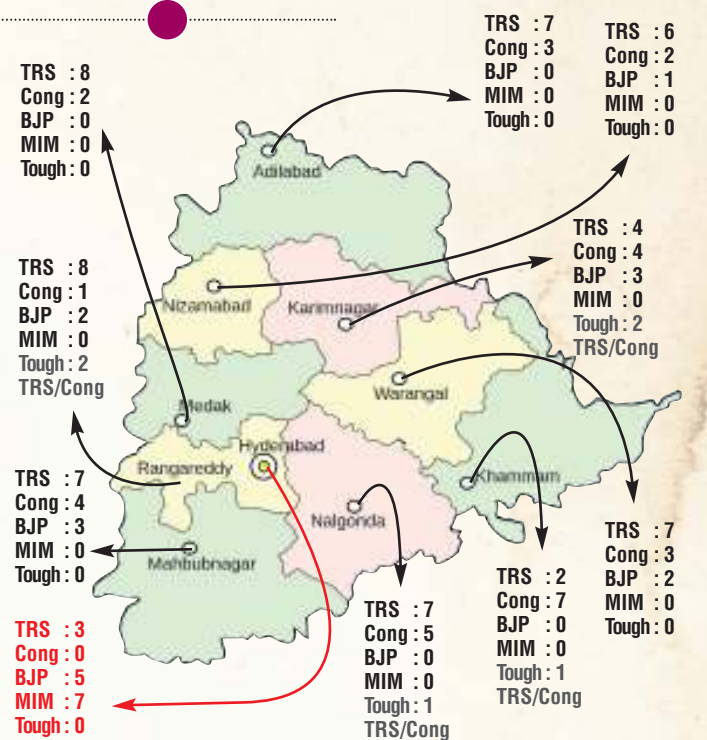 TRS : 7
Cong : 3
BJP : 0
MIM : 0
Tough : 0
TRS : 6
Cong : 2
BJP : 1
MIM : 0
Tough : 0
TRS : 8
Cong : 2
BJP : 0
MIM : 0
Tough : 0
Adilabad
TRS : 4
Cong : 4
BJP : 3
MIM : 0
Tough : 2
TRS/Cong
TRS : 8
Cong : 1
BJP : 2
MIM : 0
Tough : 2
TRS/Cong
Nizamabad
Karimnagar
Warangal
Medak
Hyderabad
Rangareddy
Khammam
Nalgonda
Mahbubnagar
TRS : 7
Cong : 4
BJP : 3
MIM : 0
Tough : 0
TRS : 7
Cong : 3
BJP : 2
MIM : 0
Tough : 0
TRS : 2
Cong : 7
BJP : 0
MIM : 0
Tough : 1
TRS/Cong
TRS : 7
Cong : 5
BJP : 0
MIM : 0
Tough : 1
TRS/Cong
TRS : 3
Cong : 0
BJP : 5
MIM : 7
Tough : 0